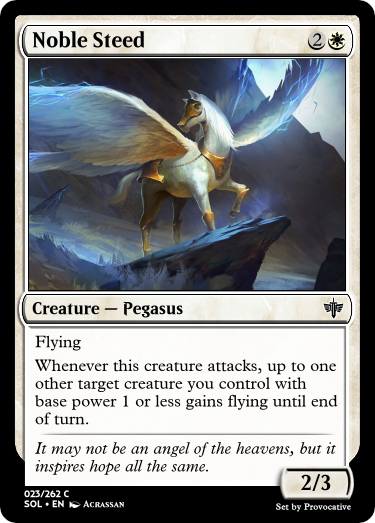 Noble Steed 2
Creature — Pegasus
Flying
Whenever this creature attacks, up to one
other target creature you control with
base power 1 or less gains flying until end
of turn.
It may not be an angel of the heavens, but it
inspires hope all the same.
2/3
023/262 C
SOL • EN Acrassan
Set by Provocative